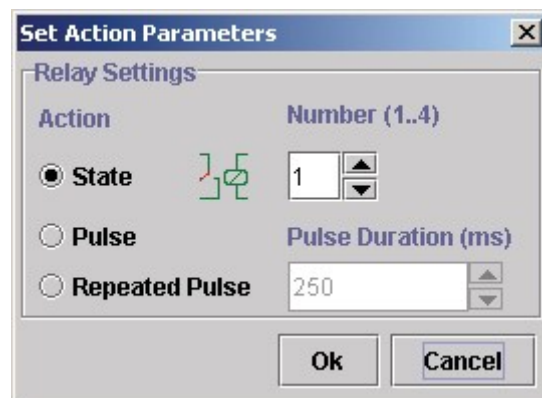 Set Action Parameters
Relay Settings
Action
Number (1..4)
State
1
Pulse
Pulse Duration (ms)
Repeated Pulse
250
Ok
Cancel